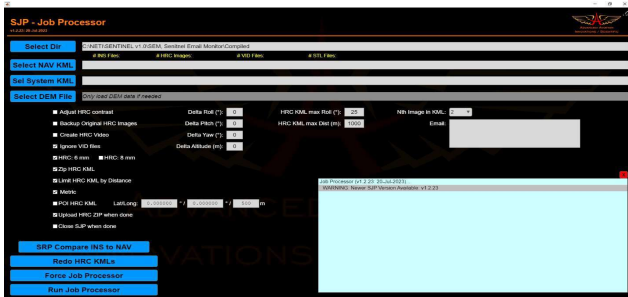 SJP - Job Processor
v1.2.22, 05-Jul-2023
Select Dir
C:\NETI\SENTINEL v1.0\SEM, Sentinel Email Monitor\Compiled
# INS Files: # HRC Images: # VID Files: # STL Files:
Select NAV KML
Sel System KML
Select DEM File Only load DEM data if needed
Adjust HRC contrast Delta Roll (°): 0 HRC KML max Roll (°): 25 Nth Image in KML: 2
Backup Original HRC Images Delta Pitch (°): 0 HRC KML max Dist (m): 1000 Email:
Create HRC Video Delta Yaw (°): 0
Ignore VID files Delta Altitude (m): 0
HRC: 6 mm HRC: 8 mm
Zip HRC KML
Limit HRC KML by Distance
Metric
POI HRC KML Lat/Long: 0.000000 °/ 0.000000 °/ 800 m
Upload HRC ZIP when done
Close SJP when done
Job Processor (v1.2.23 20-Jul-2023)...
WARNING: Newer SJP Version Available: v1.2.23
SRP Compare INS to NAV
Redo HRC KMLs
Force Job Processor
Run Job Processor